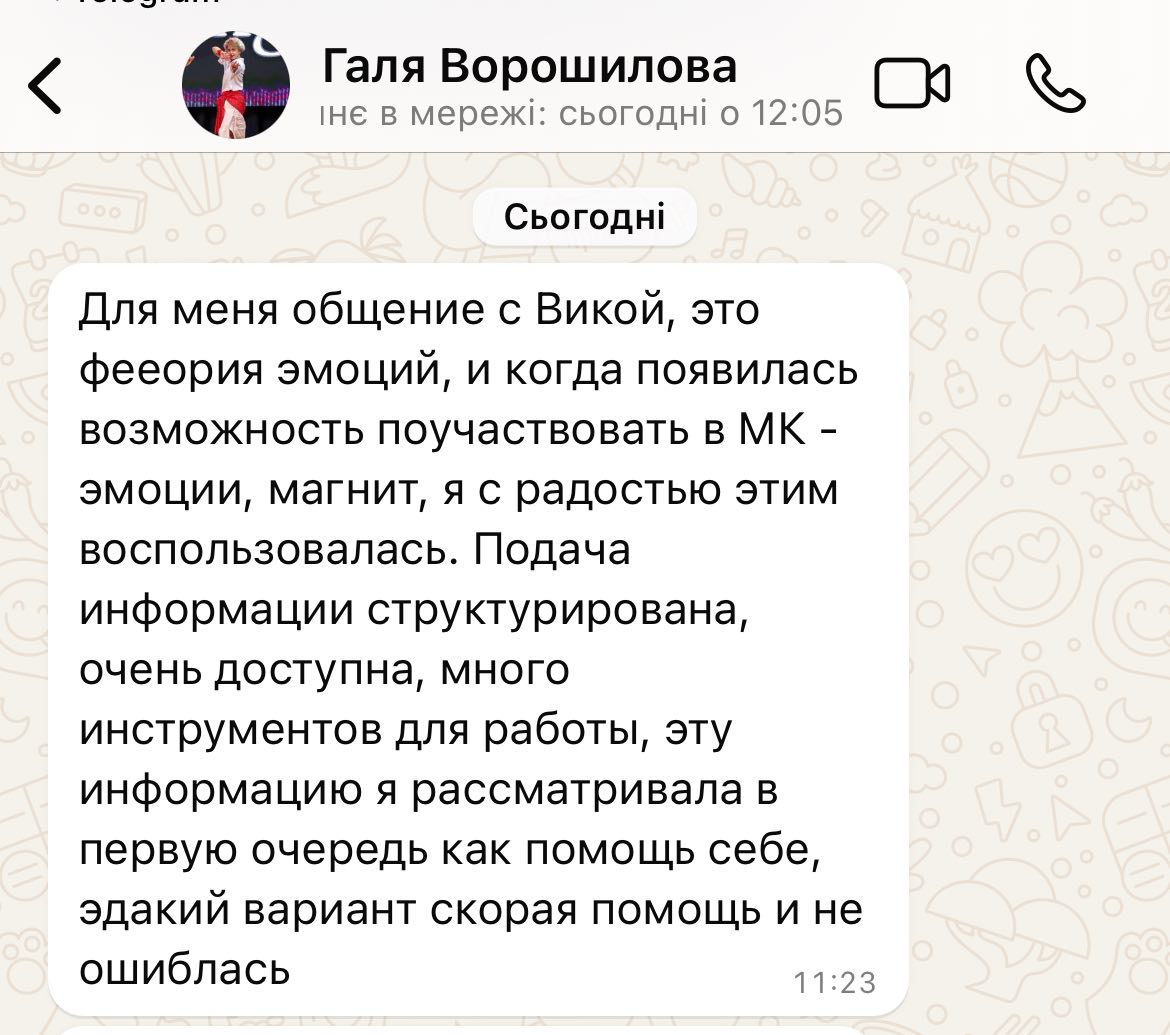 Галя Ворошилова
інє в мережі: сьогодні о 12:05
Сьогодні
Для меня общение с Викой, это
фееория эмоций, и когда появилась
возможность поучаствовать в МК -
эмоции, магнит, я с радостью этим
воспользовалась. Подача
информации структурирована,
очень доступна, много
инструментов для работы, эту
информацию я рассматривала в
первую очередь как помощь себе,
эдакий вариант скорая помощь и не
ошиблась
11:23